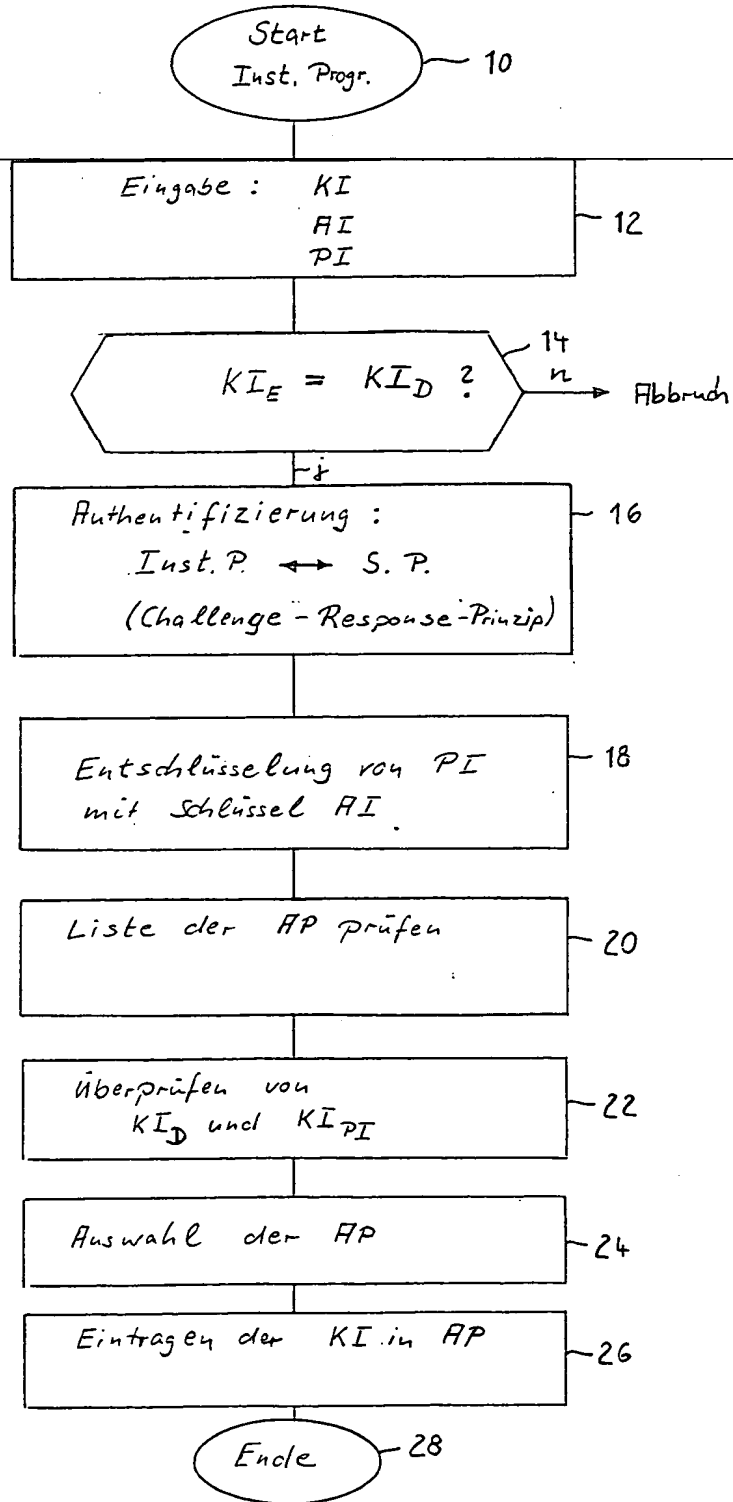 Start
Inst. Progr.
10
Eingabe : KI
AI
PI
12
KI_E = KI_D ?
14
n
Abbruch
j
Authentifizierung :
Inst. P. ↔ S. P.
(Challenge - Response - Prinzip)
16
Entschlüsselung von PI
mit Schlüssel AI.
18
Liste der AP prüfen
20
Überprüfen von
KI_D und KI_PI
22
Auswahl der AP
24
Eintragen der KI in AP
26
Ende
28